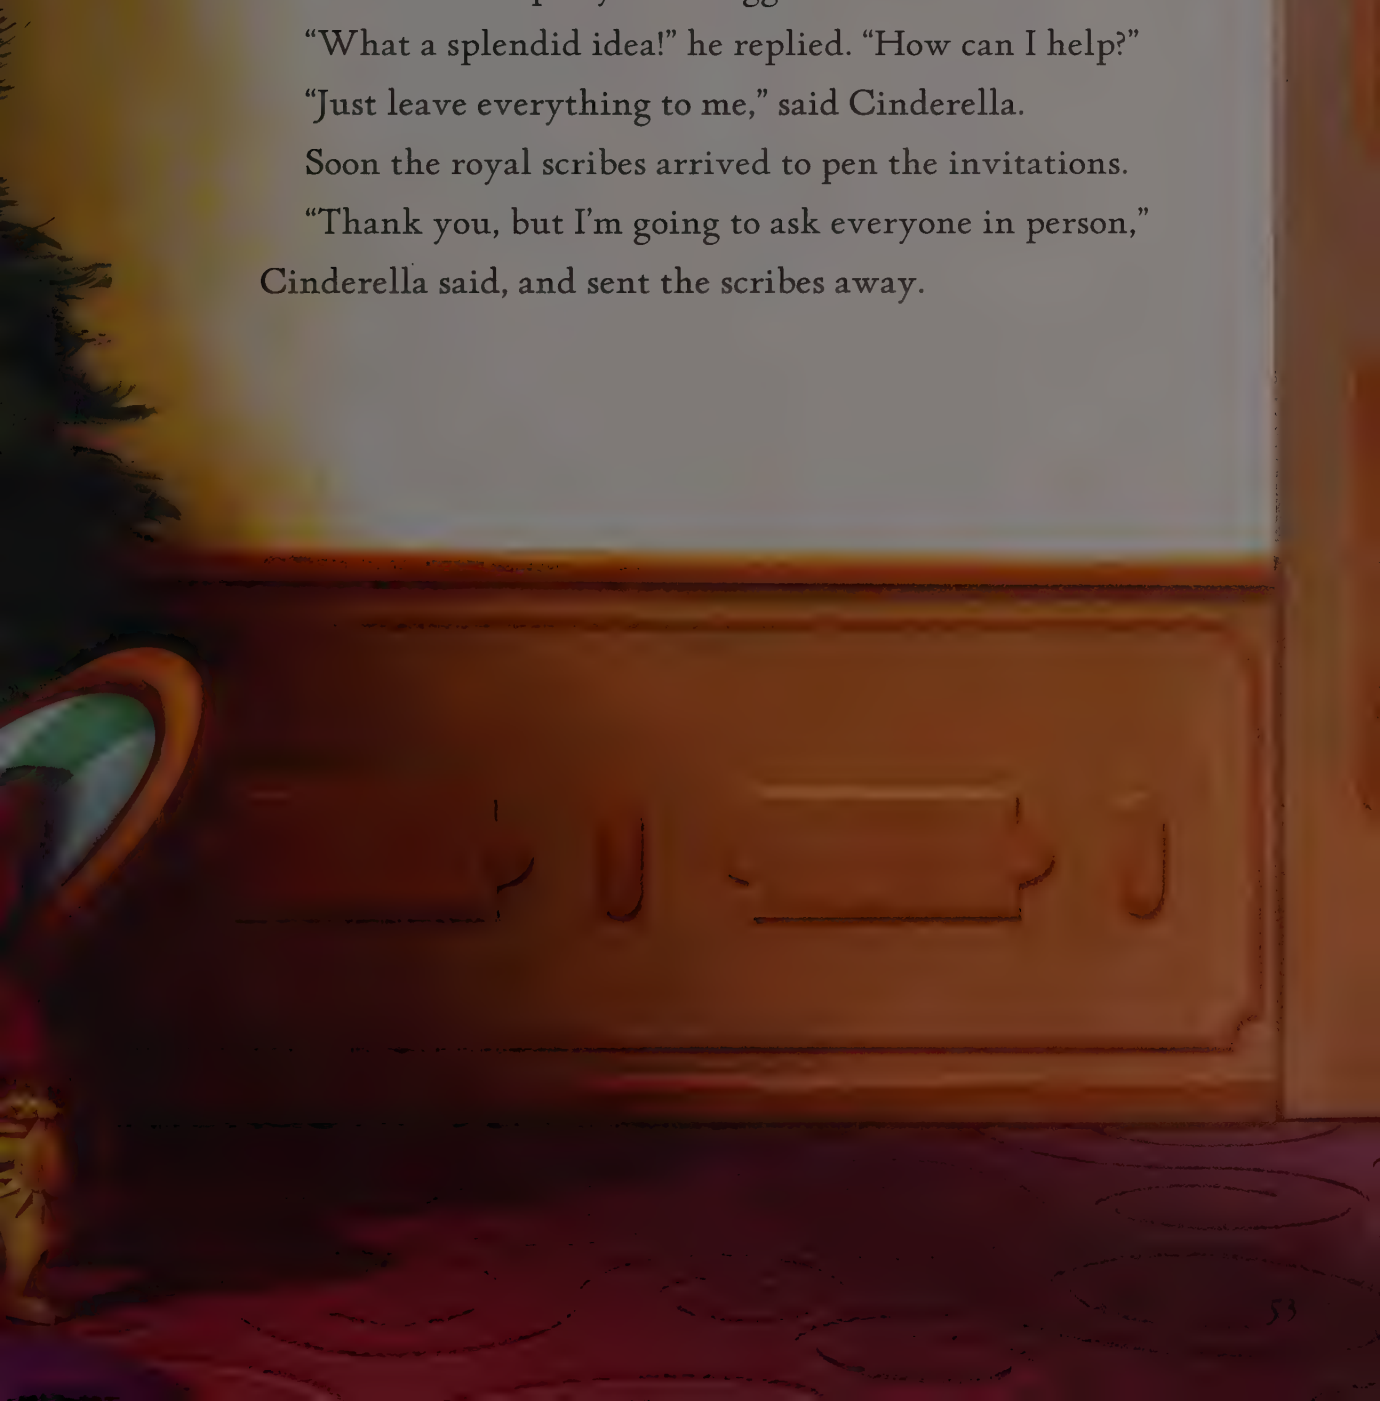 “What a splendid idea!” he replied. “How can I help?”
“Just leave everything to me,” said Cinderella.
Soon the royal scribes arrived to pen the invitations.
“Thank you, but I’m going to ask everyone in person,”
Cinderella said, and sent the scribes away.
53